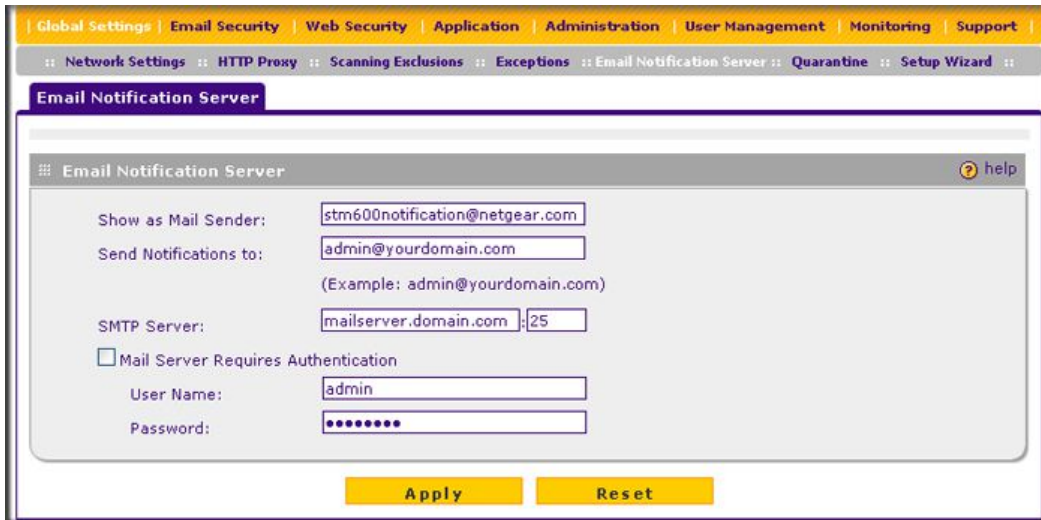 | Global Settings | Email Security | Web Security | Application | Administration | User Management | Monitoring | Support |
:: Network Settings :: HTTP Proxy :: Scanning Exclusions :: Exceptions :: Email Notification Server :: Quarantine :: Setup Wizard ::
Email Notification Server
Email Notification Server ? help
Show as Mail Sender: stm600notification@netgear.com
Send Notifications to: admin@yourdomain.com
(Example: admin@yourdomain.com)
SMTP Server: mailserver.domain.com : 25
Mail Server Requires Authentication
User Name: admin
Password: ••••••••
Apply Reset